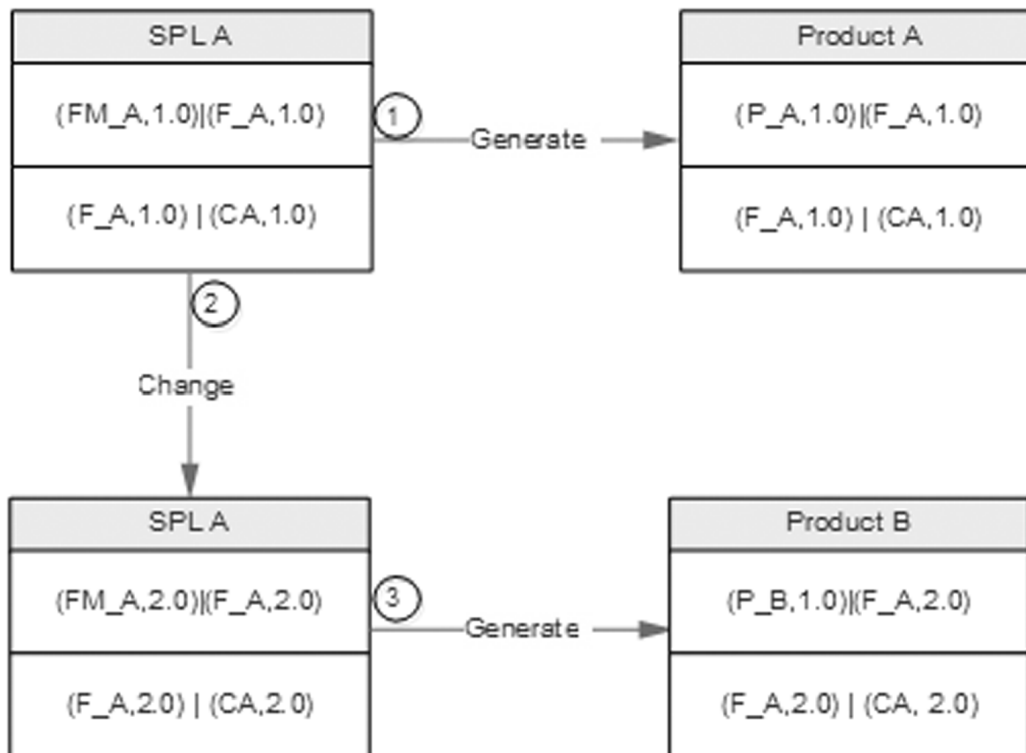 SPL A
Product A
(FM_A,1.0)|(F_A,1.0)
1
Generate
(P_A,1.0)|(F_A,1.0)
(F_A,1.0) | (CA,1.0)
(F_A,1.0) | (CA,1.0)
2
Change
SPL A
Product B
(FM_A,2.0)|(F_A,2.0)
3
Generate
(P_B,1.0)|(F_A,2.0)
(F_A,2.0) | (CA,2.0)
(F_A,2.0) | (CA, 2.0)